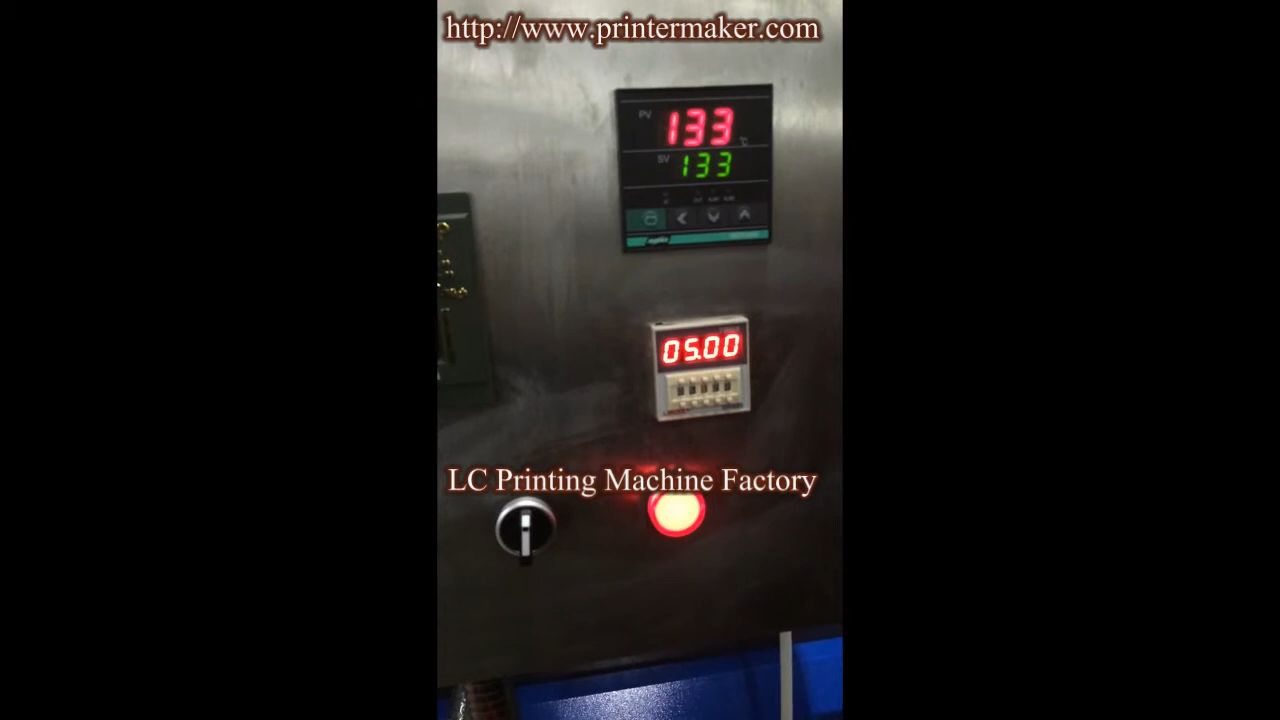 http://www.printermaker.com
PV 133
℃
SV 133
05.00
LC Printing Machine Factory